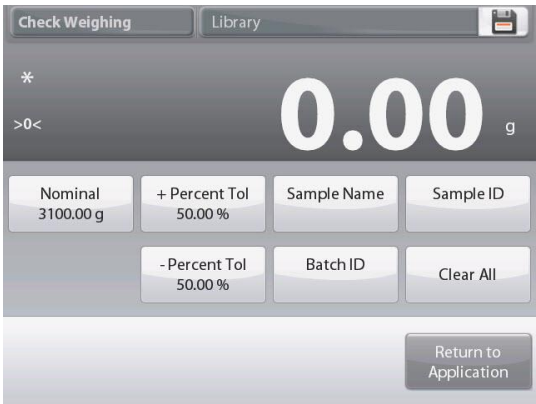 Check Weighing
Library
*
>0<
0.00 g
Nominal
3100.00 g
+ Percent Tol
50.00 %
Sample Name
Sample ID
- Percent Tol
50.00 %
Batch ID
Clear All
Return to
Application